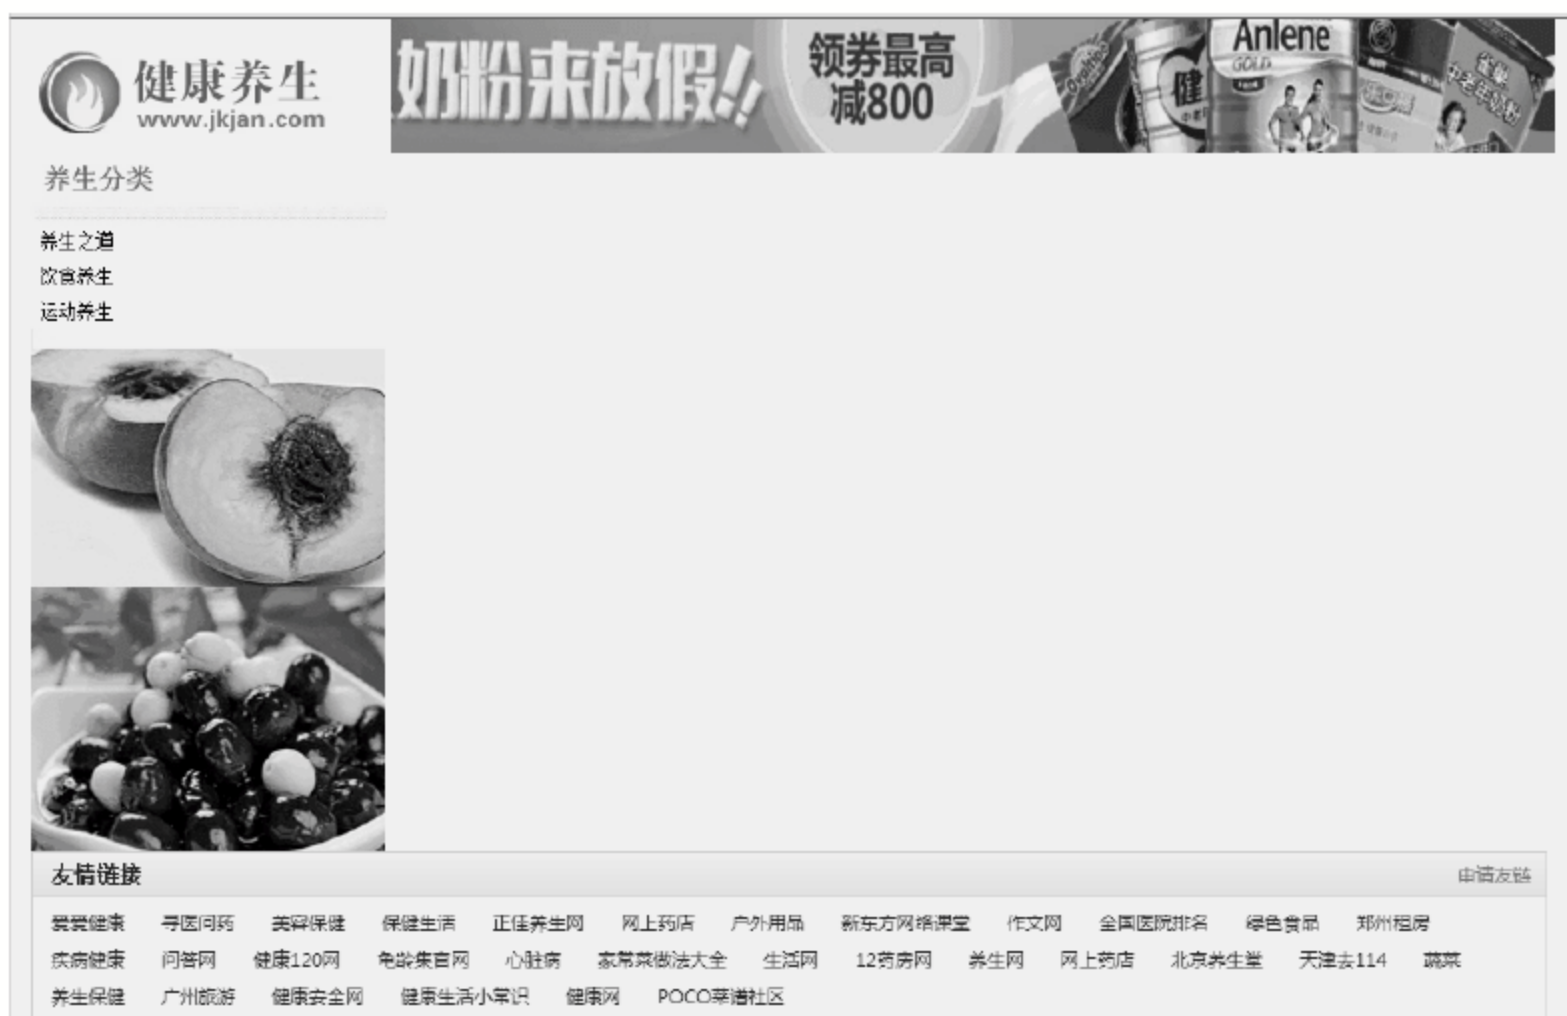 健康养生
www.jkjan.com
奶粉来放假!!
领券最高
减800
Anlene
GOLD
健
养生分类
养生之道
饮食养生
运动养生
友情链接 申请友链
爱爱健康 寻医问药 美容保健 保健生活 正佳养生网 网上药店 户外用品 新东方网络课堂 作文网 全国医院排名 绿色食品 郑州租房
疾病健康 问答网 健康120网 龟龄集官网 心脏病 家常菜做法大全 生活网 12药房网 养生网 网上药店 北京养生堂 天津去114 蔬菜
养生保健 广州旅游 健康安全网 健康生活小常识 健康网 POCO菜谱社区